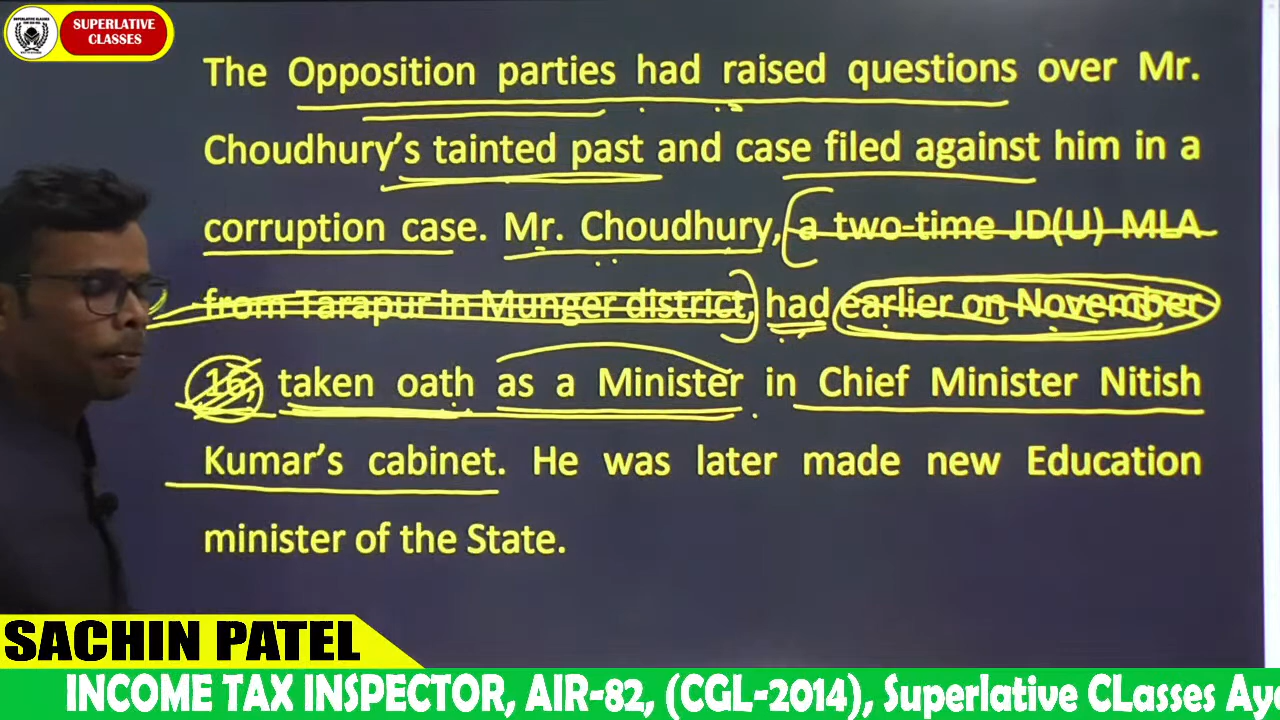 SUPERLATIVE
CLASSES
The Opposition parties had raised questions over Mr.
Choudhury's tainted past and case filed against him in a
corruption case. Mr. Choudhury, a two-time JD(U) MLA
from Tarapur in Munger district, had earlier on November
16, taken oath as a Minister in Chief Minister Nitish
Kumar's cabinet. He was later made new Education
minister of the State.
SACHIN PATEL
INCOME TAX INSPECTOR, AIR-82, (CGL-2014), Superlative CLasses